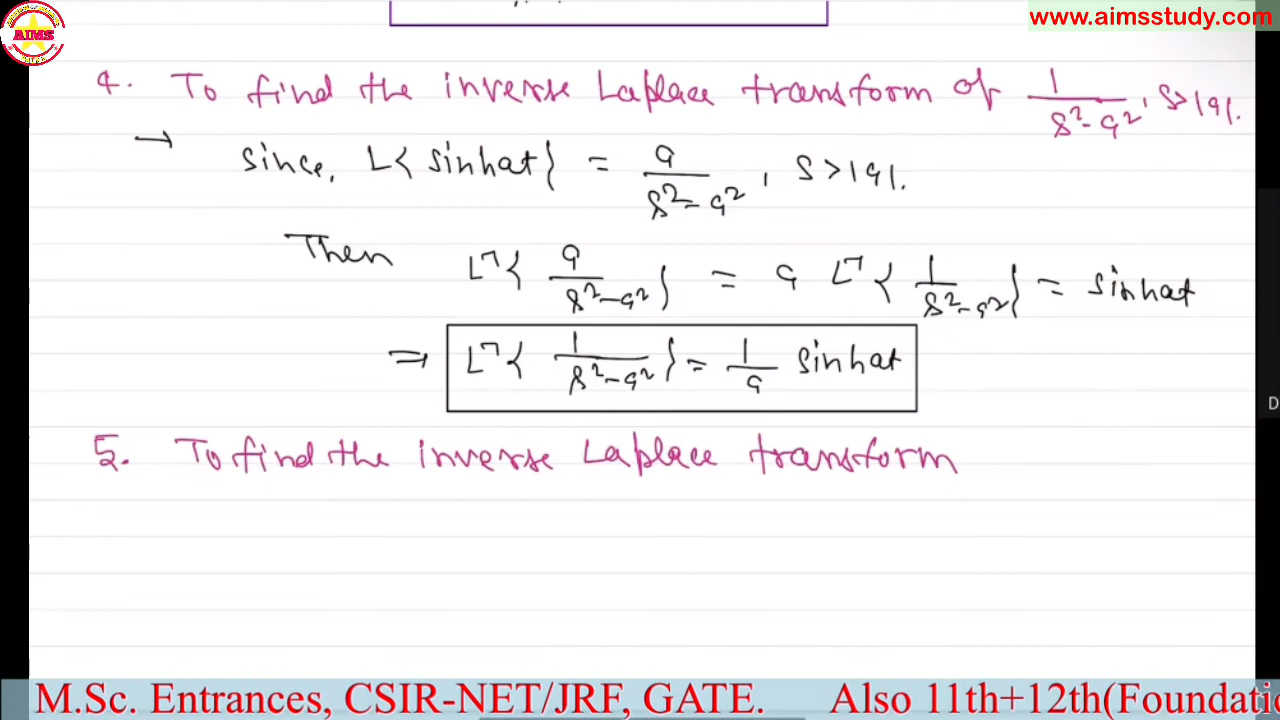 AIMS
www.aimsstudy.com
4. To find the inverse Laplace transform of 1/(s²-a²), s>|a|.
→ Since, L{sinhat} = a/(s²-a²), s>|a|.
Then L⁻¹{a/(s²-a²)} = a L⁻¹{1/(s²-a²)} = sinhat
⇒ L⁻¹{1/(s²-a²)} = 1/a sinhat
D
5. To find the inverse Laplace transform
M.Sc. Entrances, CSIR-NET/JRF, GATE. Also 11th+12th(Foundati